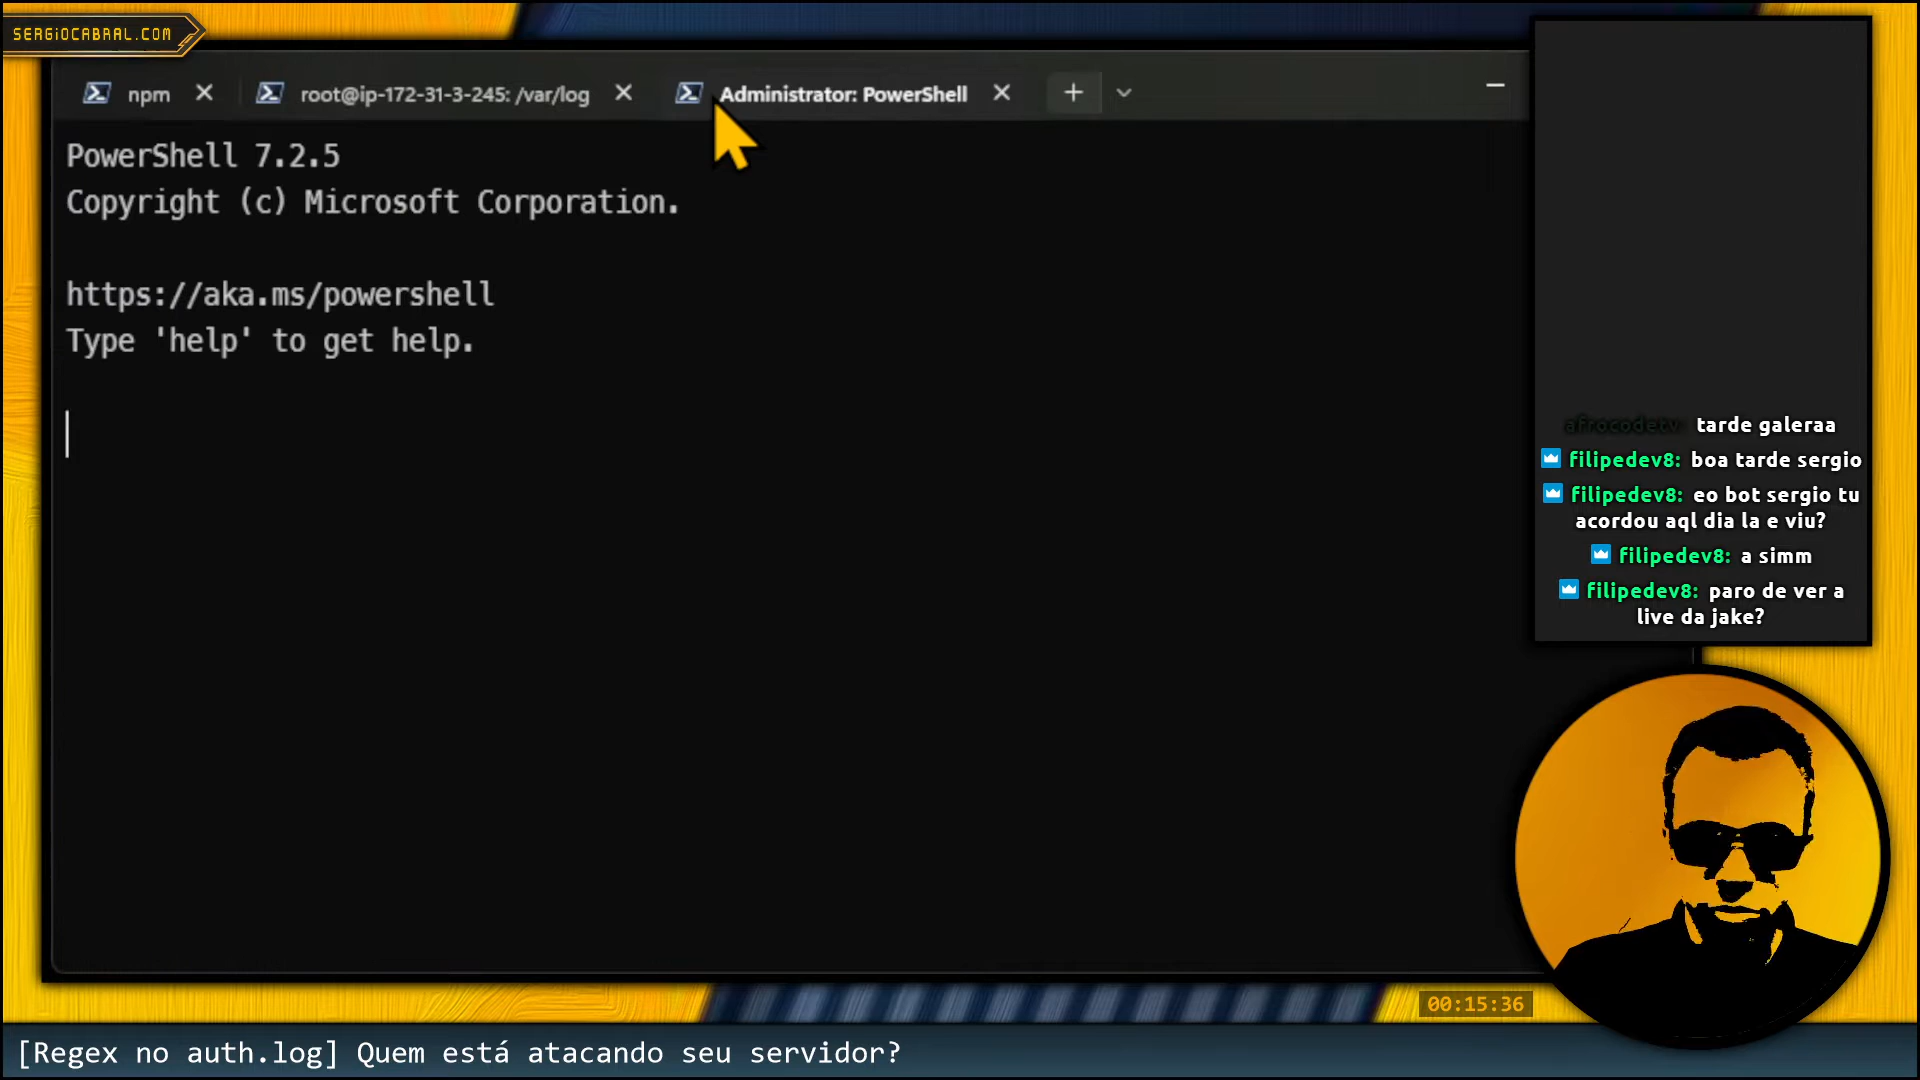 SERGIOCABRAL.COM
npm
root@ip-172-31-3-245: /var/log
Administrator: PowerShell
PowerShell 7.2.5
Copyright (c) Microsoft Corporation.
https://aka.ms/powershell
Type 'help' to get help.
afrocodetv: tarde galeraa
filipedev8: boa tarde sergio
filipedev8: eo bot sergio tu
acordou aql dia la e viu?
filipedev8: a simm
filipedev8: paro de ver a
live da jake?
00:15:36
[Regex no auth.log] Quem está atacando seu servidor?